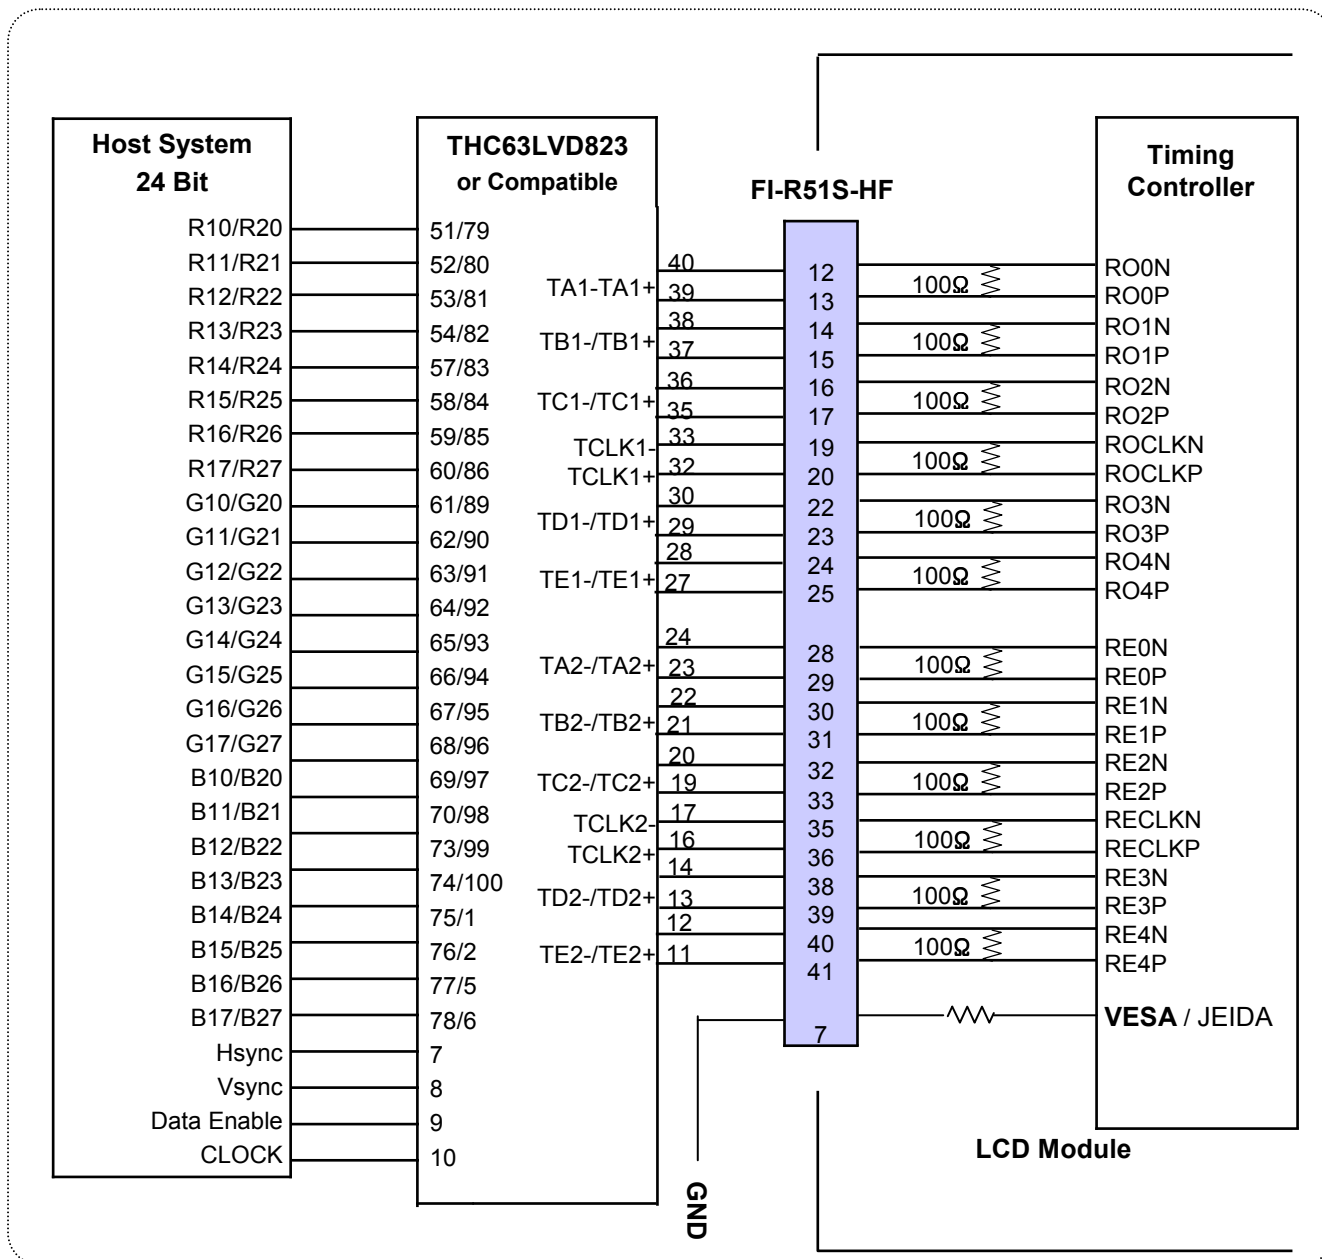 Host System
24 Bit
R10/R20
R11/R21
R12/R22
R13/R23
R14/R24
R15/R25
R16/R26
R17/R27
G10/G20
G11/G21
G12/G22
G13/G23
G14/G24
G15/G25
G16/G26
G17/G27
B10/B20
B11/B21
B12/B22
B13/B23
B14/B24
B15/B25
B16/B26
B17/B27
Hsync
Vsync
Data Enable
CLOCK
THC63LVD823
or Compatible
51/79
52/80
53/81
54/82
57/83
58/84
59/85
60/86
61/89
62/90
63/91
64/92
65/93
66/94
67/95
68/96
69/97
70/98
73/99
74/100
75/1
76/2
77/5
78/6
7
8
9
10
TA1-TA1+
TB1-/TB1+
TC1-/TC1+
TCLK1-
TCLK1+
TD1-/TD1+
TE1-/TE1+
TA2-/TA2+
TB2-/TB2+
TC2-/TC2+
TCLK2-
TCLK2+
TD2-/TD2+
TE2-/TE2+
40
39
38
37
36
35
33
32
30
29
28
27
24
23
22
21
20
19
17
16
14
13
12
11
GND
FI-R51S-HF
12
13
14
15
16
17
19
20
22
23
24
25
28
29
30
31
32
33
35
36
38
39
40
41
7
100Ω
100Ω
100Ω
100Ω
100Ω
100Ω
100Ω
100Ω
100Ω
100Ω
100Ω
100Ω
Timing
Controller
RO0N
RO0P
RO1N
RO1P
RO2N
RO2P
ROCLKN
ROCLKP
RO3N
RO3P
RO4N
RO4P
RE0N
RE0P
RE1N
RE1P
RE2N
RE2P
RECLKN
RECLKP
RE3N
RE3P
RE4N
RE4P
VESA / JEIDA
LCD Module